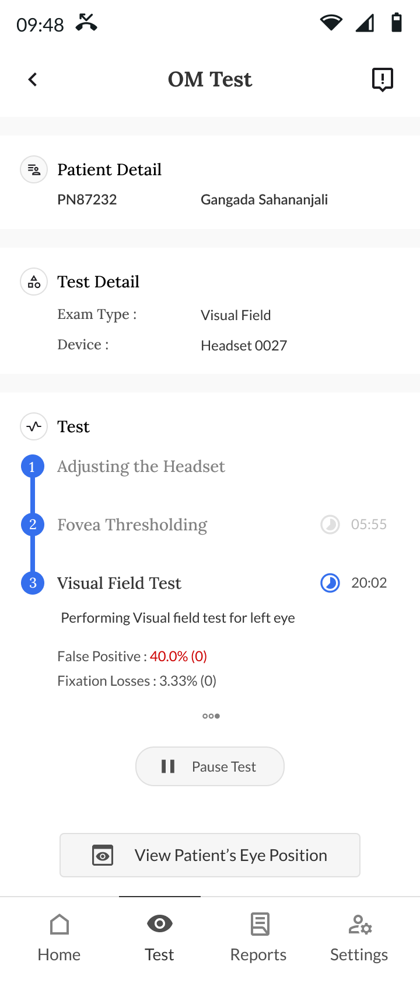 09:48
OM Test
Patient Detail
PN87232 Gangada Sahananjali
Test Detail
Exam Type : Visual Field
Device : Headset 0027
Test
1 Adjusting the Headset
2 Fovea Thresholding 05:55
3 Visual Field Test 20:02
Performing Visual field test for left eye
False Positive : 40.0% (0)
Fixation Losses : 3.33% (0)
Pause Test
View Patient’s Eye Position
Home Test Reports Settings